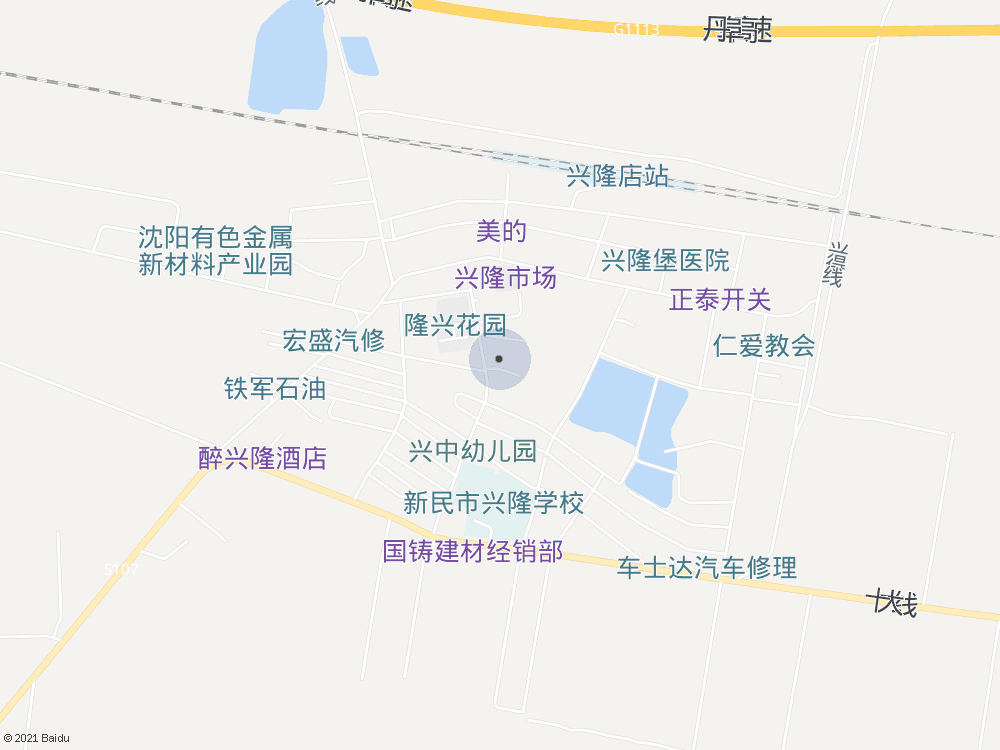 G1113
丹霍高速
兴隆店站
美的
沈阳有色金属
新材料产业园
兴隆堡医院
兴得线
兴隆市场
正泰开关
隆兴花园
宏盛汽修
仁爱教会
铁军石油
兴中幼儿园
醉兴隆酒店
新民市兴隆学校
国铸建材经销部
车士达汽车修理
S107
十大线
© 2021 Baidu